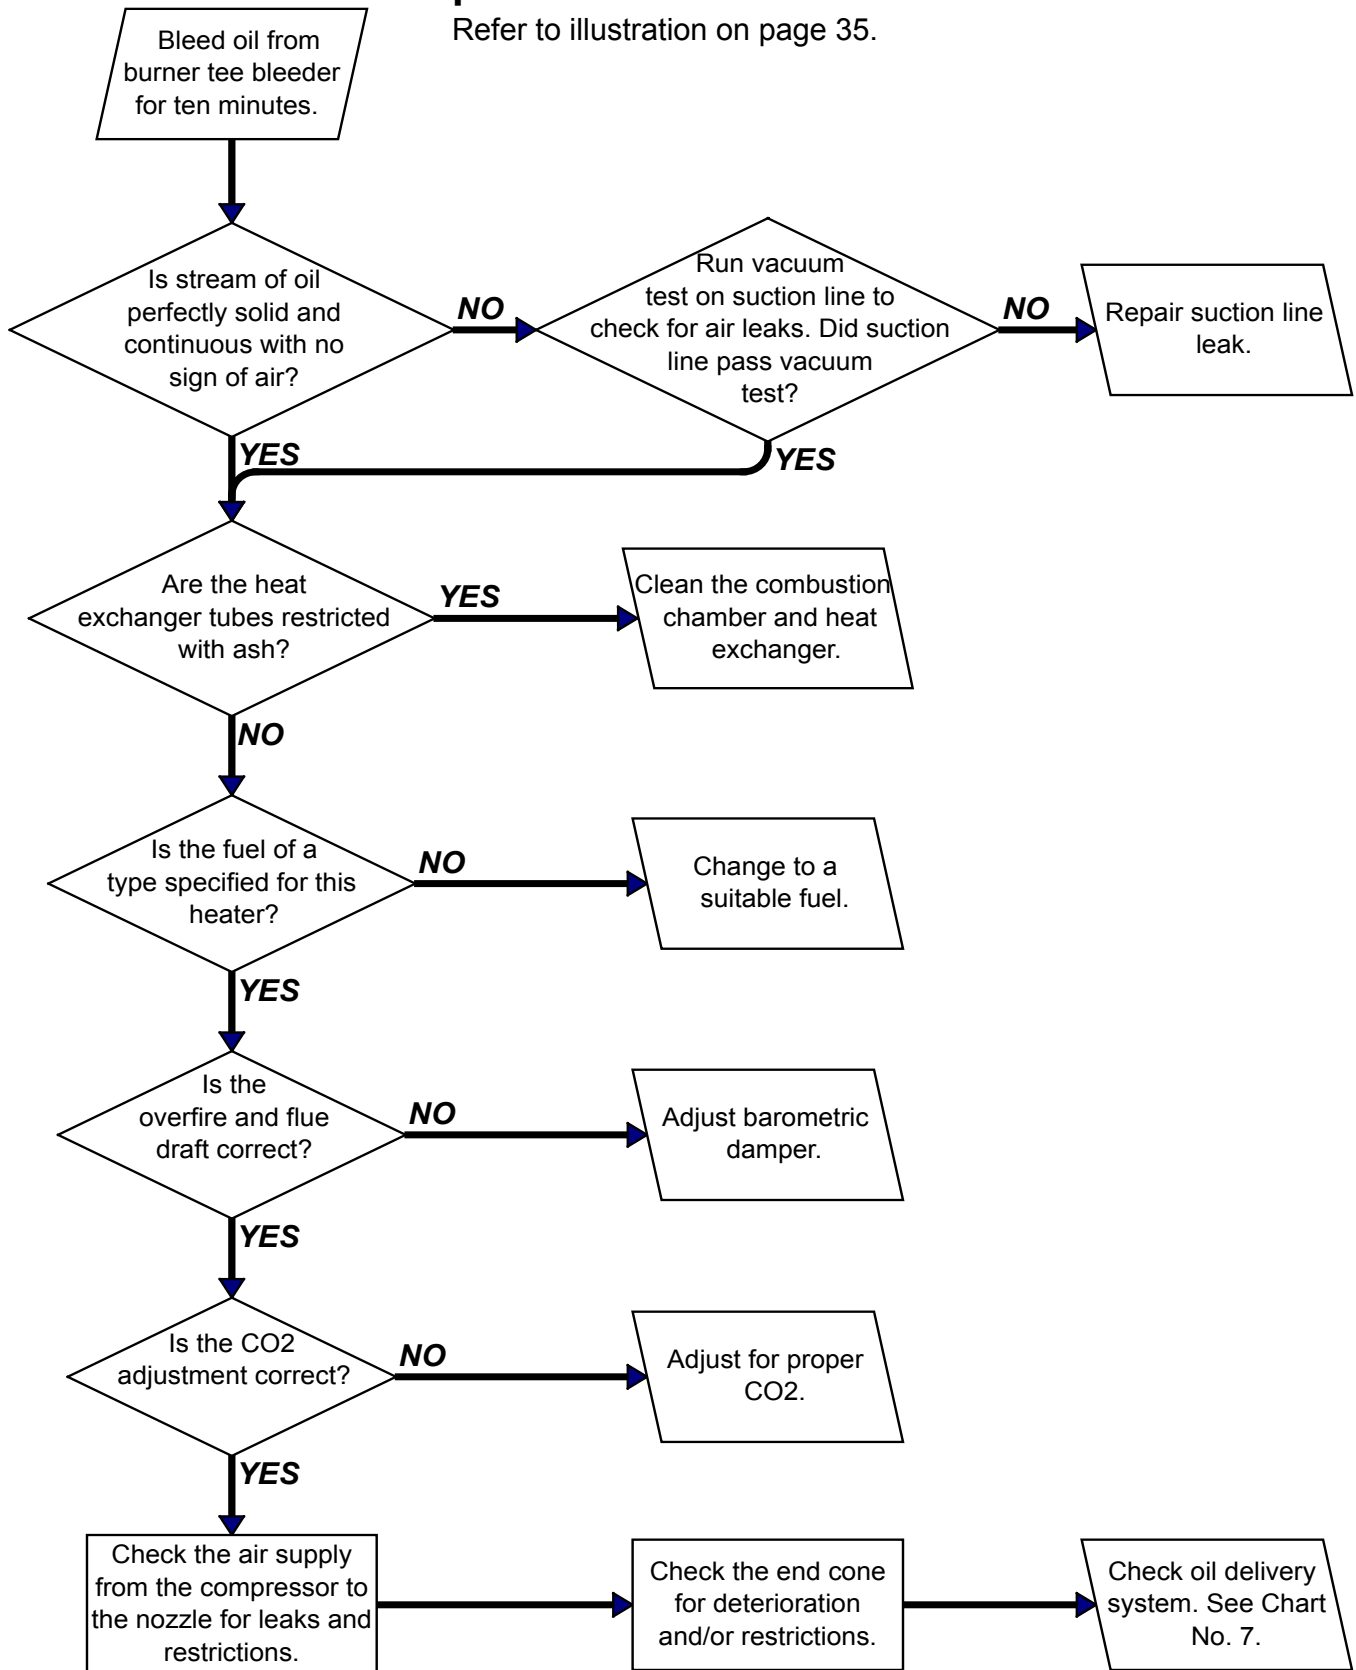 Refer to illustration on page 35.
Bleed oil from
burner tee bleeder
for ten minutes.
Is stream of oil
perfectly solid and
continuous with no
sign of air?
NO
Run vacuum
test on suction line to
check for air leaks. Did suction
line pass vacuum
test?
NO
Repair suction line
leak.
YES
YES
Are the heat
exchanger tubes restricted
with ash?
YES
Clean the combustion
chamber and heat
exchanger.
NO
Is the fuel of a
type specified for this
heater?
NO
Change to a
suitable fuel.
YES
Is the
overfire and flue
draft correct?
NO
Adjust barometric
damper.
YES
Is the CO2
adjustment correct?
NO
Adjust for proper
CO2.
YES
Check the air supply
from the compressor to
the nozzle for leaks and
restrictions.
Check the end cone
for deterioration
and/or restrictions.
Check oil delivery
system. See Chart
No. 7.